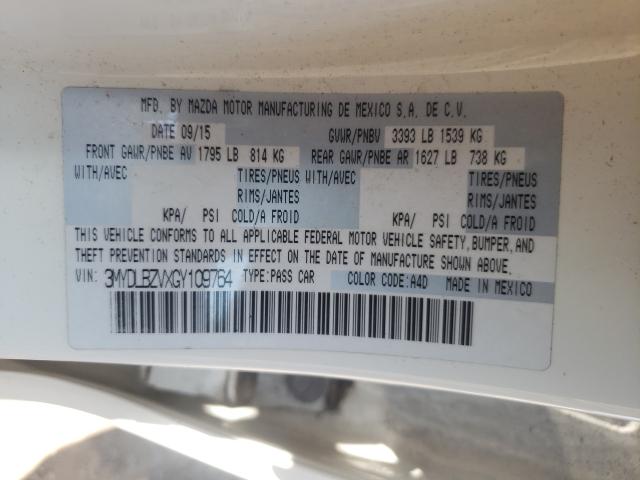 MFD. BY MAZDA MOTOR MANUFACTURING DE MEXICO S.A. DE C.V.
DATE 09/15 GVWR/PNBV 3393 LB 1539 KG
FRONT GAWR/PNBE AV 1795 LB 814 KG REAR GAWR/PNBE AR 1627 LB 738 KG
WITH/AVEC TIRES/PNEUS WITH/AVEC TIRES/PNEUS
RIMS/JANTES RIMS/JANTES
KPA/ PSI COLD/A FROID KPA/ PSI COLD/A FROID
THIS VEHICLE CONFORMS TO ALL APPLICABLE FEDERAL MOTOR VEHICLE SAFETY, BUMPER, AND
THEFT PREVENTION STANDARDS IN EFFECT ON THE DATE OF MANUFACTURE SHOWN ABOVE.
VIN: 3MYDLBZVXGY109764 TYPE:PASS CAR COLOR CODE: A4D MADE IN MEXICO